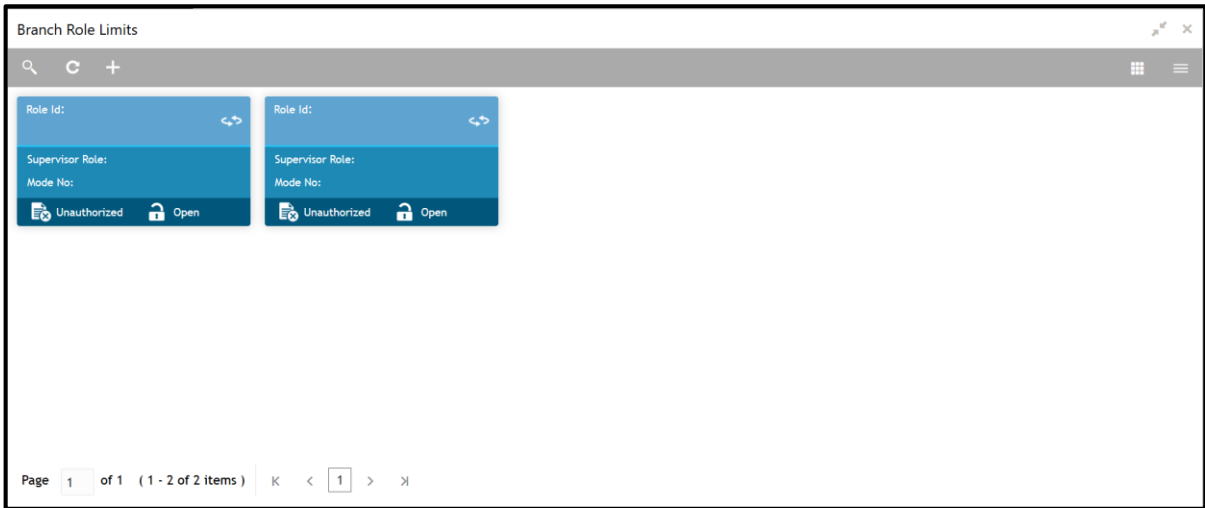 Branch Role Limits
Role Id: Role Id:
Supervisor Role: Supervisor Role:
Mode No: Mode No:
Unauthorized Open Unauthorized Open
Page 1 of 1 ( 1 - 2 of 2 items ) 1